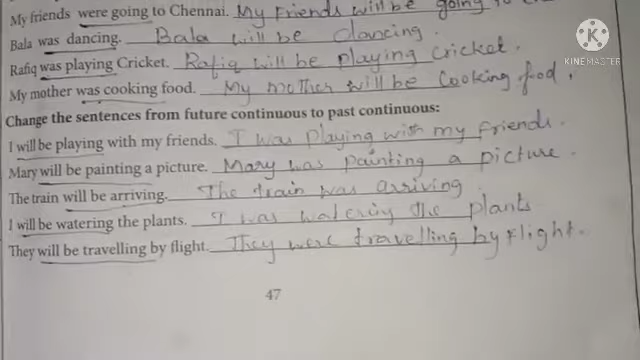 My friends were going to Chennai. My friends will be going to
KINEMASTER
Bala was dancing. Bala will be dancing.
Rafiq was playing Cricket. Rafiq will be playing cricket.
My mother was cooking food. My mother will be cooking food.
Change the sentences from future continuous to past continuous:
I will be playing with my friends. I was playing with my friends.
Mary will be painting a picture. Mary was painting a picture.
The train will be arriving. The train was arriving
I will be watering the plants. I was watering the plants
They will be travelling by flight. They were travelling by flight.
47